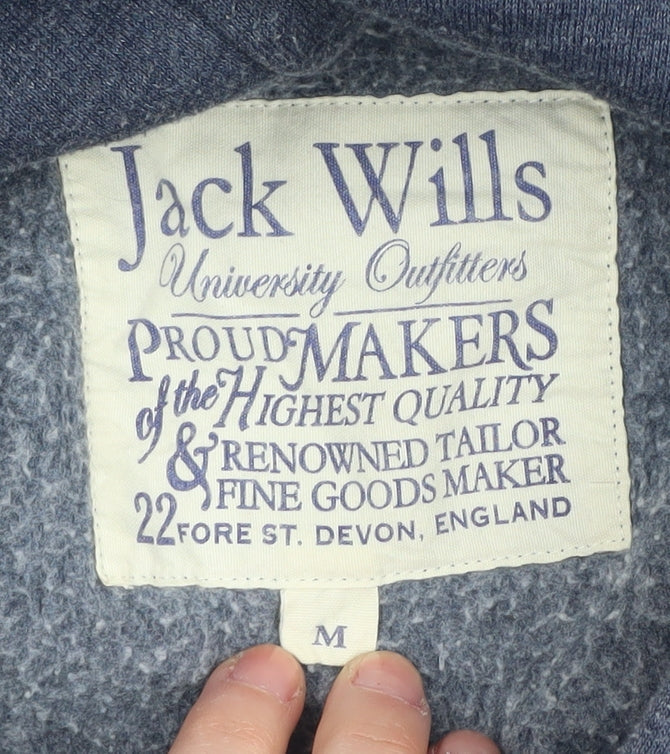 Jack Wills
University Outfitters
PROUD MAKERS
of the HIGHEST QUALITY
& RENOWNED TAILOR
FINE GOODS MAKER
22 FORE ST. DEVON, ENGLAND
M